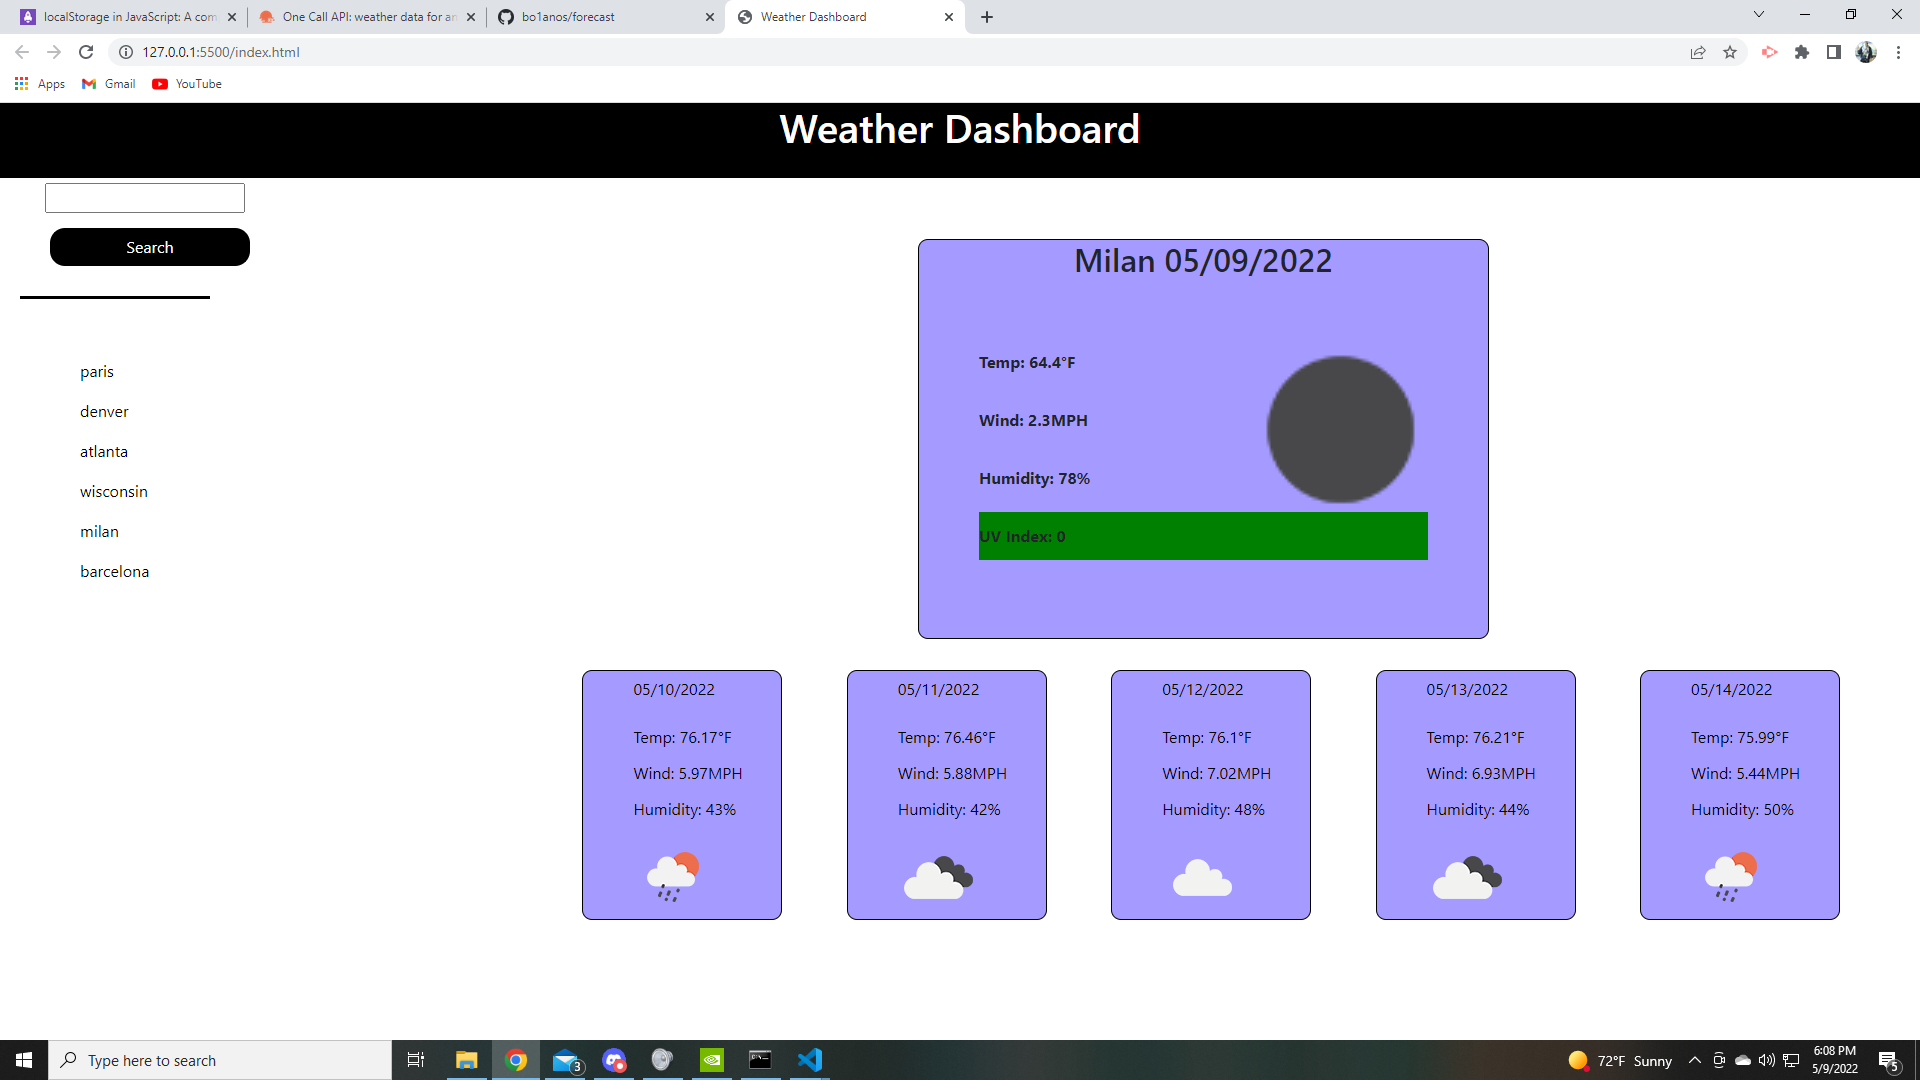 localStorage in JavaScript: A com
One Call API: weather data for an
bo1anos/forecast
Weather Dashboard
127.0.0.1:5500/index.html
Apps
Gmail
YouTube
Weather Dashboard
Search
paris
denver
atlanta
wisconsin
milan
barcelona
Milan 05/09/2022
Temp: 64.4°F
Wind: 2.3MPH
Humidity: 78%
UV Index: 0
05/10/2022
Temp: 76.17°F
Wind: 5.97MPH
Humidity: 43%
05/11/2022
Temp: 76.46°F
Wind: 5.88MPH
Humidity: 42%
05/12/2022
Temp: 76.1°F
Wind: 7.02MPH
Humidity: 48%
05/13/2022
Temp: 76.21°F
Wind: 6.93MPH
Humidity: 44%
05/14/2022
Temp: 75.99°F
Wind: 5.44MPH
Humidity: 50%
Type here to search
3
72°F Sunny
6:08 PM
5/9/2022
5